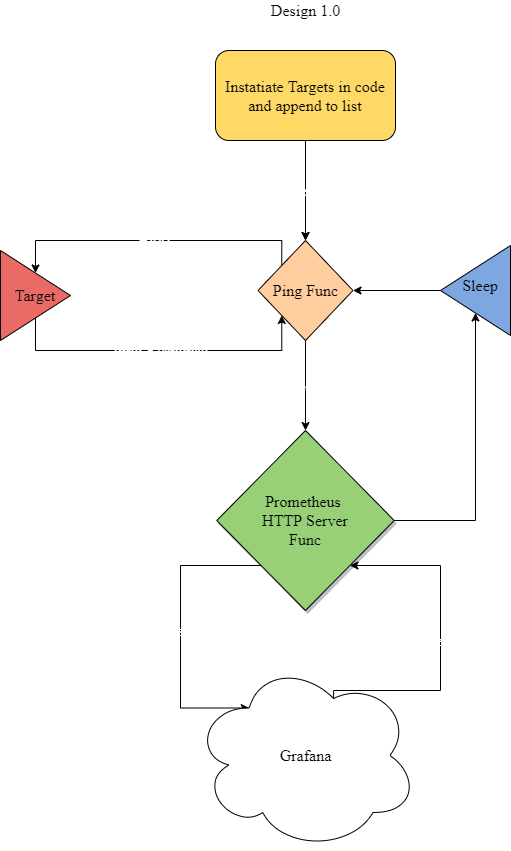 Design 1.0
Instatiate Targets in code
and append to list
Target
Ping Func
Sleep
Prometheus
HTTP Server
Func
Grafana